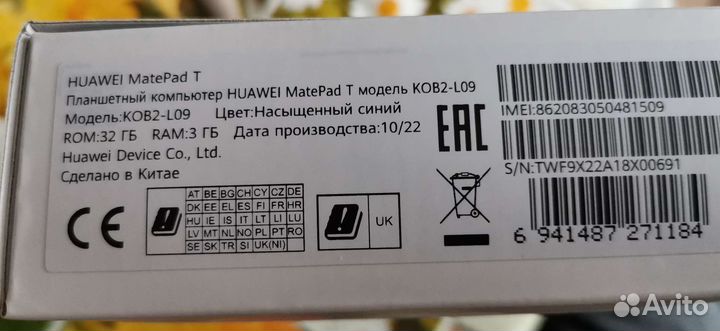 HUAWEI MatePad T
Планшетный компьютер HUAWEI MatePad T модель KOB2-L09
Модель:KOB2-L09 Цвет:Насыщенный синий
ROM:32 ГБ RAM:3 ГБ Дата производства:10/22
Huawei Device Co., Ltd.
Сделано в Китае
EAC
IMEI:862083050481509
S/N:TWF9X22A18X00691
CE
AT BE BG CH CY CZ DE
DK EE EL ES FI FR HR
HU IE IS IT LT LI LU
LV MT NL NO PL PT RO
SE SK TR SI UK(NI)
UK
6 941487 271184
Avito